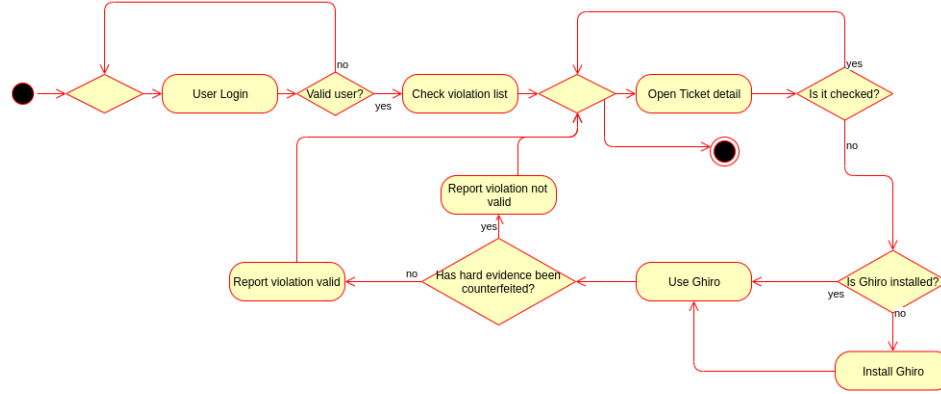 no
yes
User Login
Valid user?
Check violation list
Open Ticket detail
Is it checked?
yes
no
Report violation not
valid
yes
Report violation valid
no
Has hard evidence been
counterfeited?
Use Ghiro
Is Ghiro installed?
yes
no
Install Ghiro